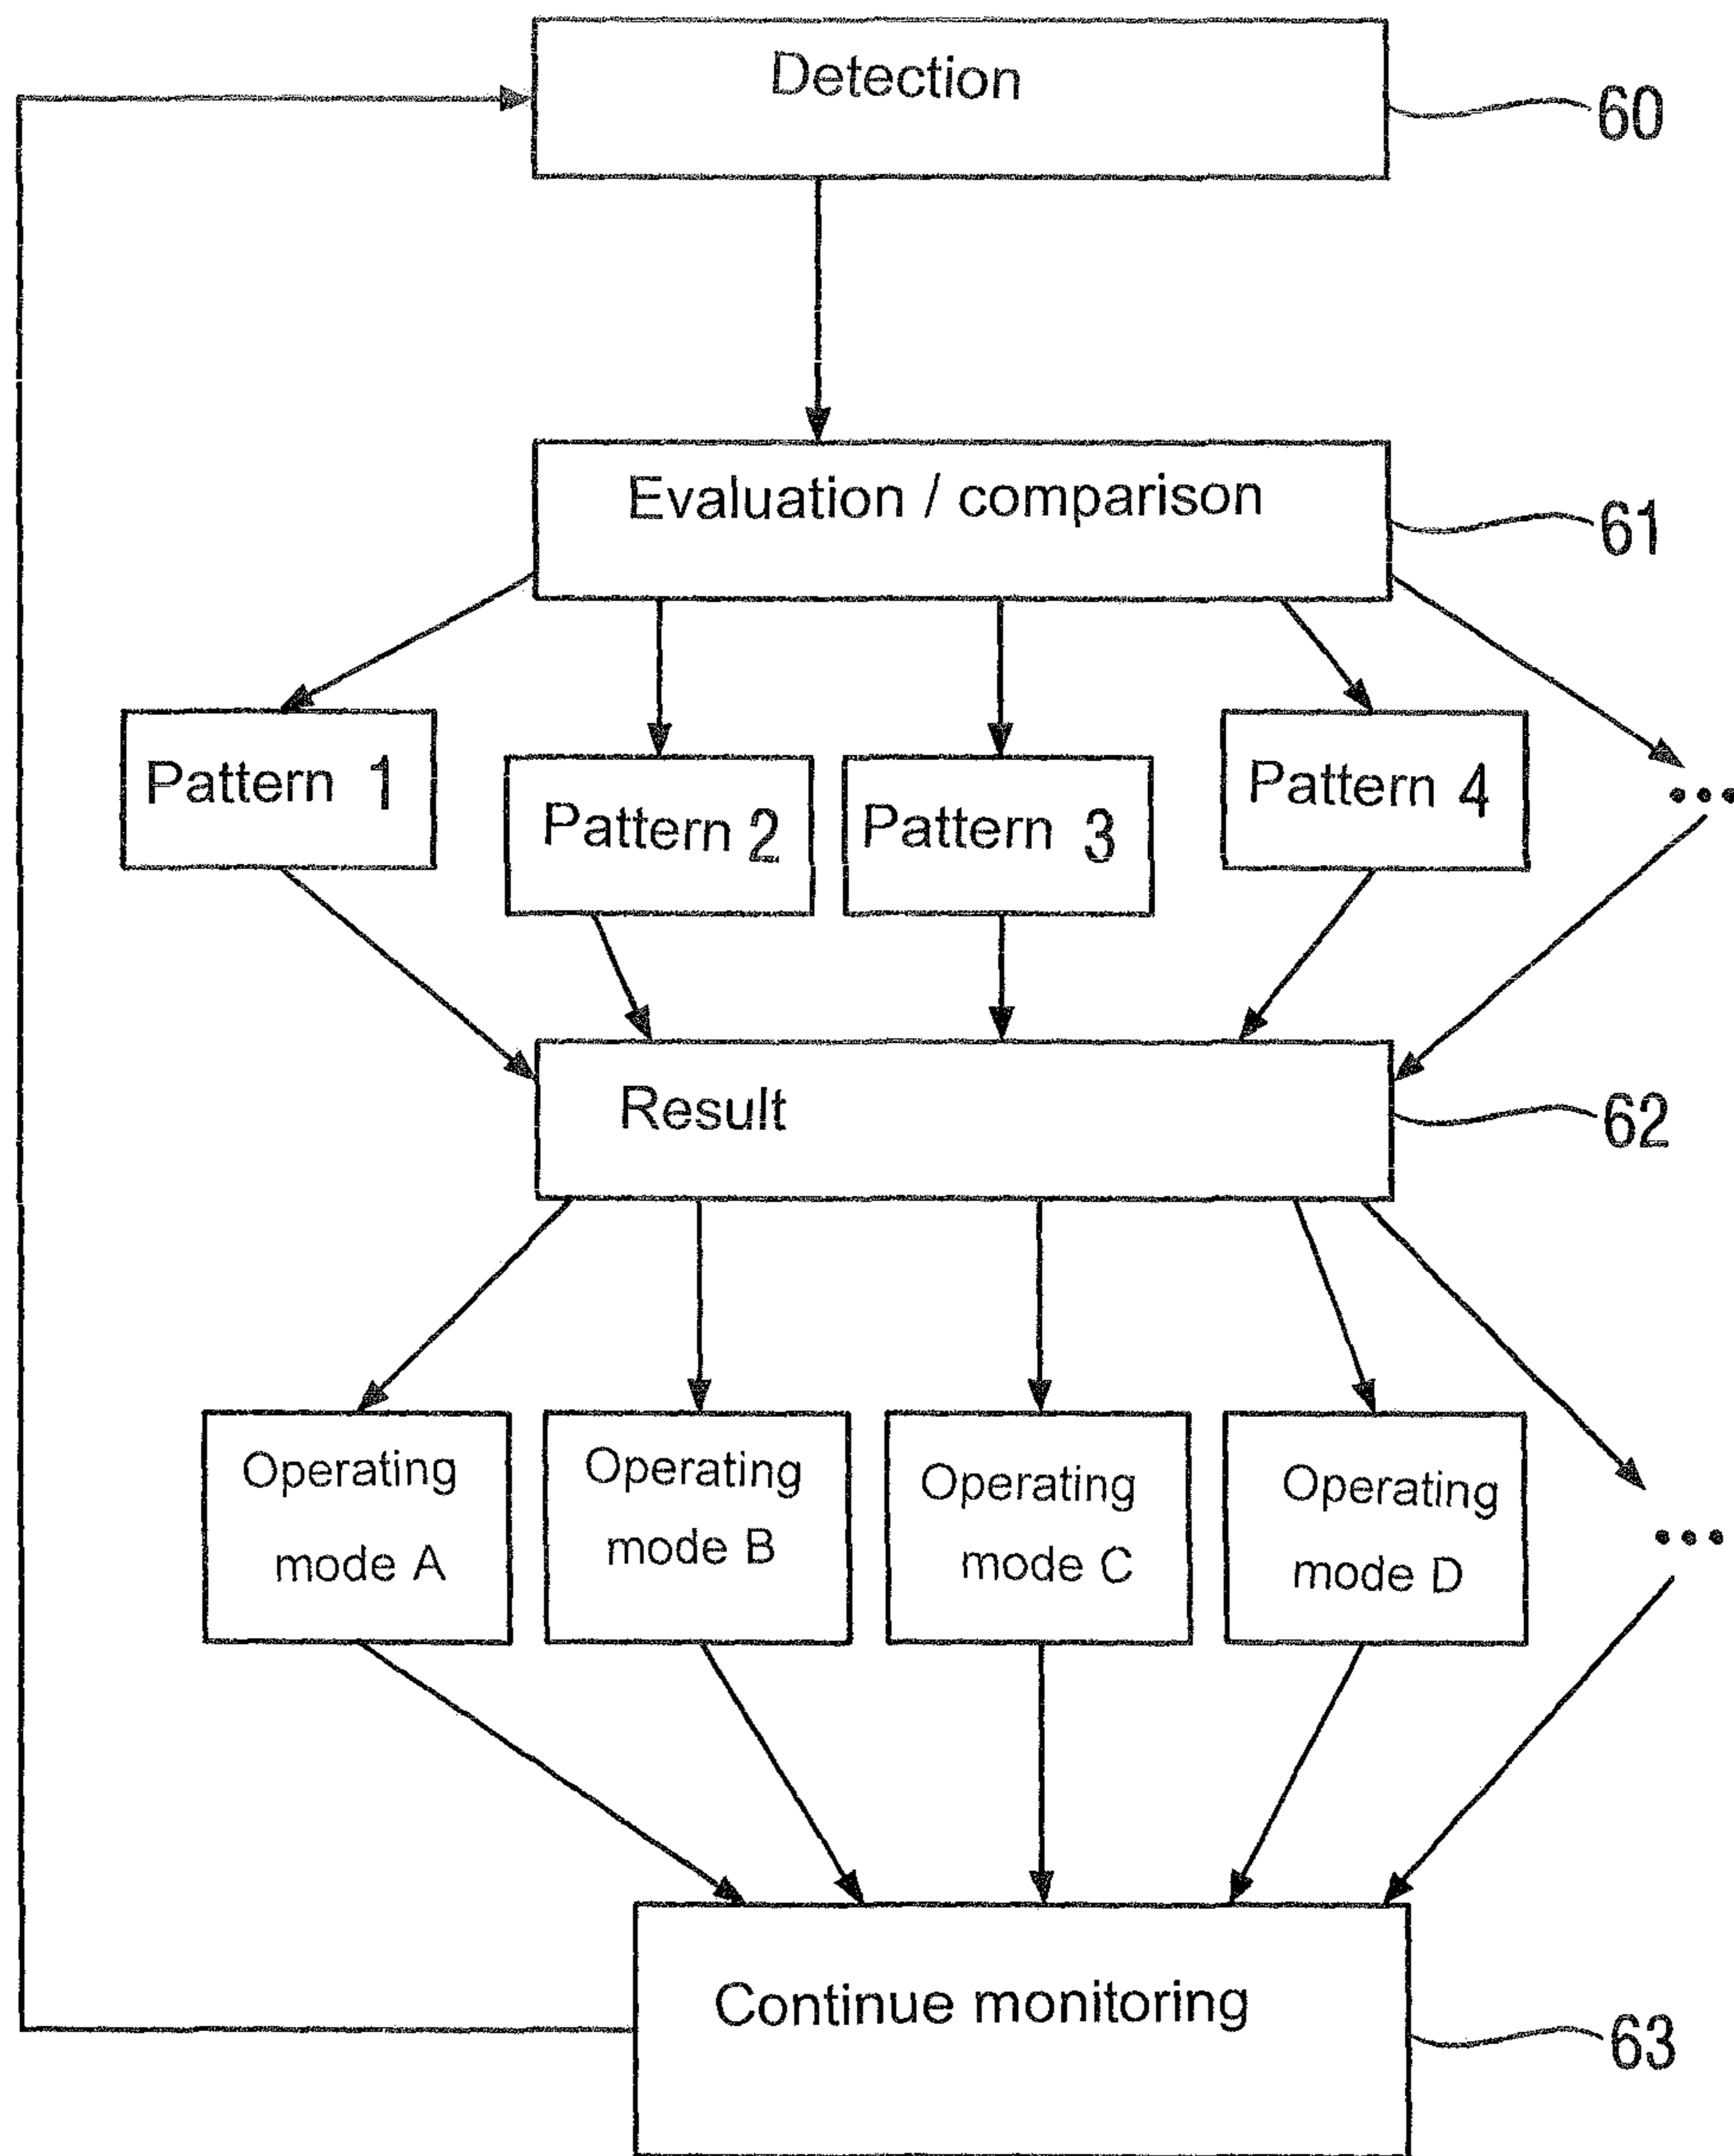 Detection
60
Evaluation / comparison
61
Pattern 1
Pattern 2
Pattern 3
Pattern 4
...
Result
62
Operating
mode A
Operating
mode B
Operating
mode C
Operating
mode D
...
Continue monitoring
63